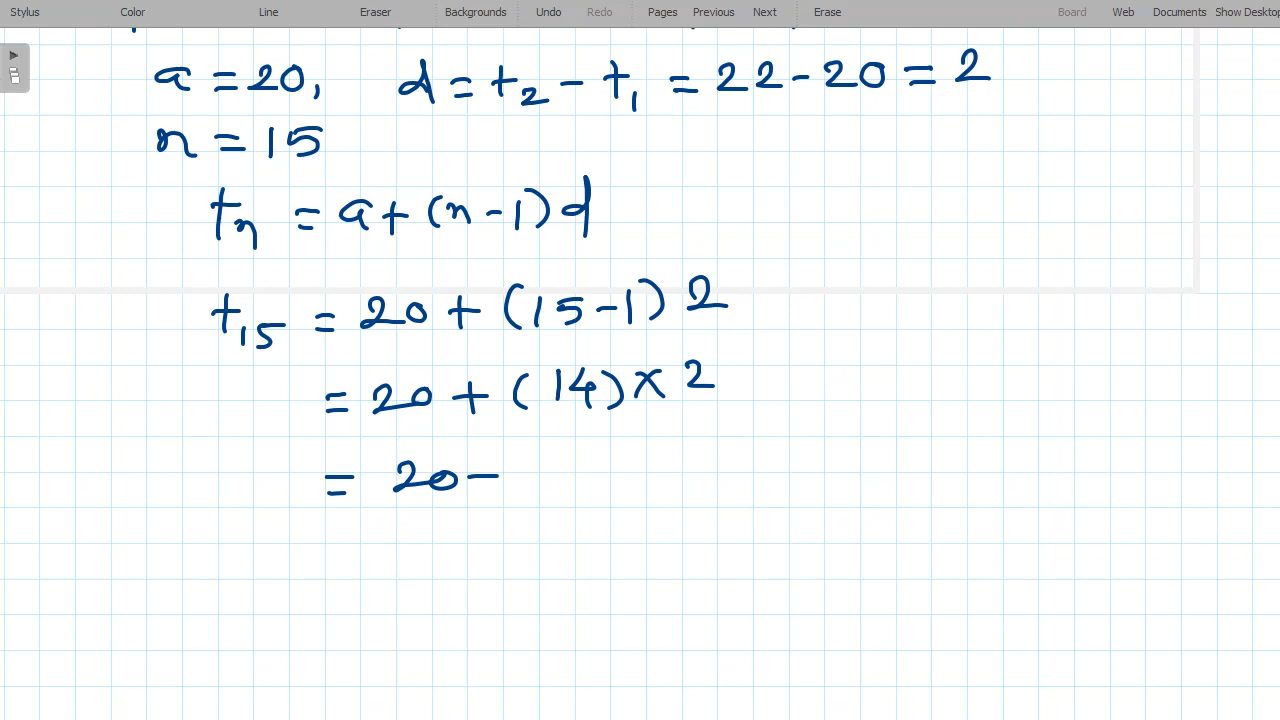 Stylus Color Line Eraser Backgrounds Undo Redo Pages Previous Next Erase Board Web Documents Show Desktop
a = 20, d = t₂ - t₁ = 22 - 20 = 2
n = 15
tₙ = a + (n - 1) d
t₁₅ = 20 + (15 - 1) 2
= 20 + (14) × 2
= 20 -